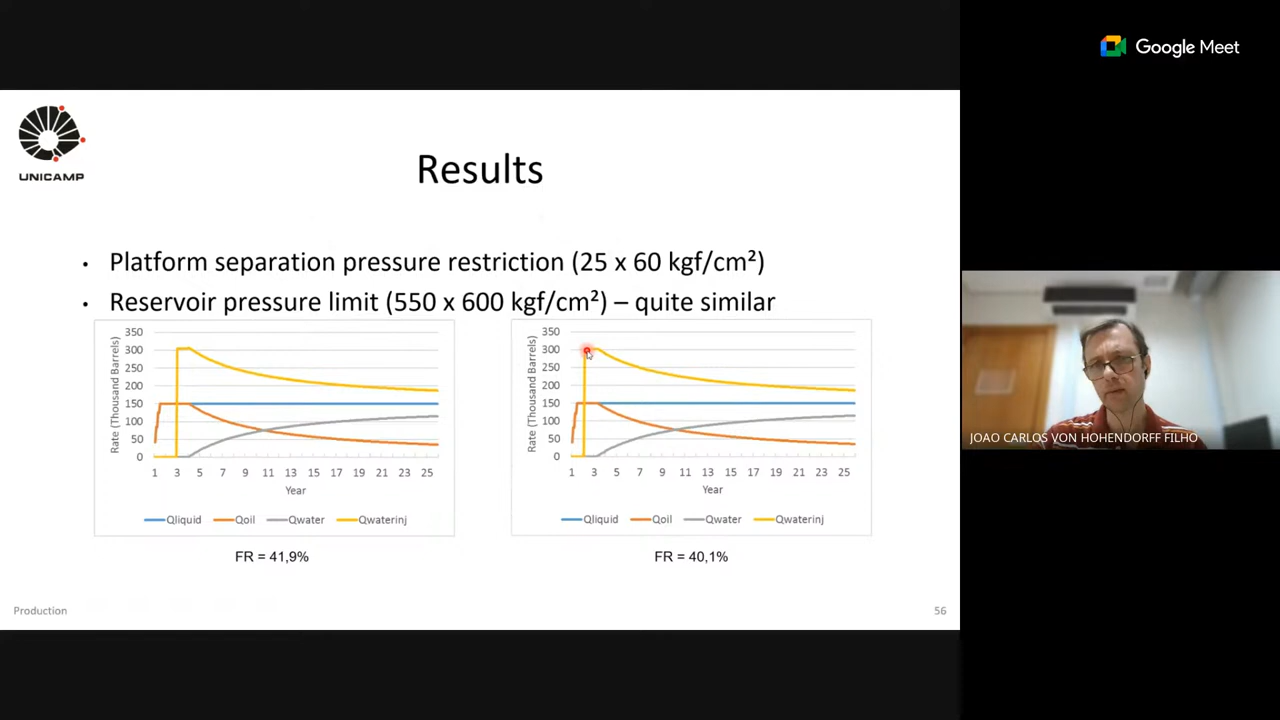 Google Meet
UNICAMP
Results
• Platform separation pressure restriction (25 x 60 kgf/cm²)
• Reservoir pressure limit (550 x 600 kgf/cm²) – quite similar
Rate (Thousand Barrels)
350
300
250
200
150
100
50
0
1 3 5 7 9 11 13 15 17 19 21 23 25
Year
Qliquid Qoil Qwater Qwaterinj
FR = 41,9%
Rate (Thousand Barrels)
350
300
250
200
150
100
50
0
1 3 5 7 9 11 13 15 17 19 21 23 25
Year
Qliquid Qoil Qwater Qwaterinj
FR = 40,1%
JOAO CARLOS VON HOHENDORFF FILHO
Production
56